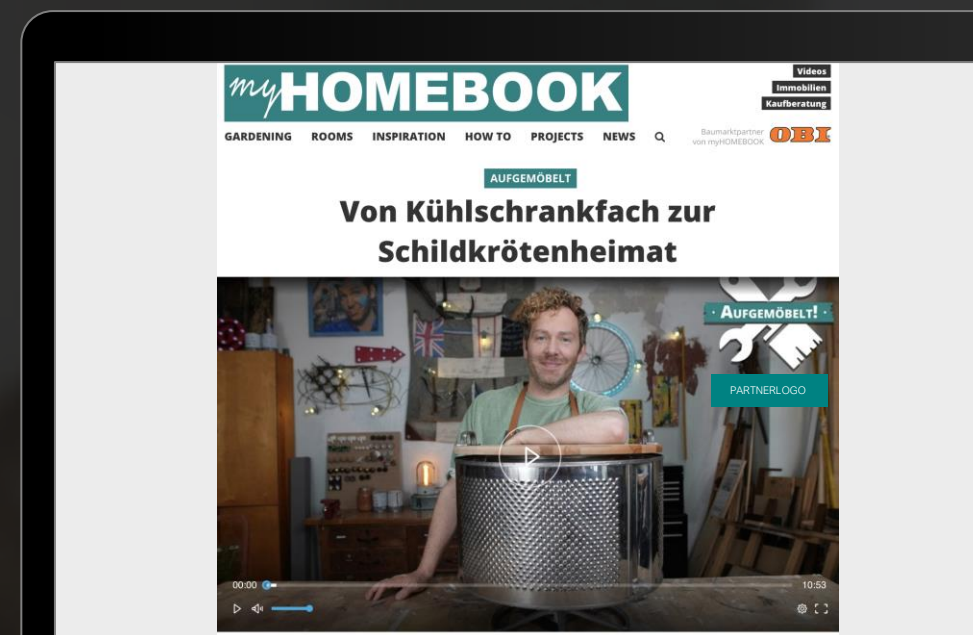 myHOMEBOOK
Videos
Immobilien
Kaufberatung
GARDENING ROOMS INSPIRATION HOW TO PROJECTS NEWS
Baumarktpartner
von myHOMEBOOK
OBI
AUFGEMÖBELT
Von Kühlschrankfach zur
Schildkrötenheimat
· AUFGEMÖBELT! ·
PARTNERLOGO
00:00
10:53